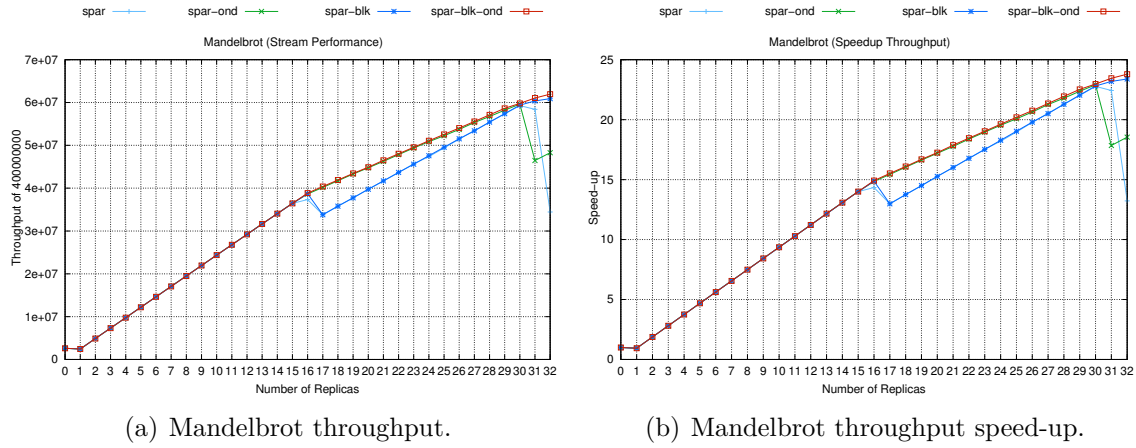 spar spar-ond spar-blk spar-blk-ond
Mandelbrot (Stream Performance)
Throughput of 40000000
7e+07
6e+07
5e+07
4e+07
3e+07
2e+07
1e+07
0
0 1 2 3 4 5 6 7 8 9 10 11 12 13 14 15 16 17 18 19 20 21 22 23 24 25 26 27 28 29 30 31 32
Number of Replicas
(a) Mandelbrot throughput.
spar spar-ond spar-blk spar-blk-ond
Mandelbrot (Speedup Throughput)
Speed-up
25
20
15
10
5
0
0 1 2 3 4 5 6 7 8 9 10 11 12 13 14 15 16 17 18 19 20 21 22 23 24 25 26 27 28 29 30 31 32
Number of Replicas
(b) Mandelbrot throughput speed-up.